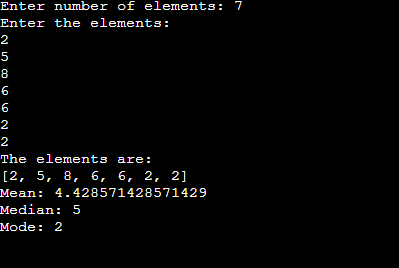 Enter number of elements: 7
Enter the elements:
2
5
8
6
6
2
2
The elements are:
[2, 5, 8, 6, 6, 2, 2]
Mean: 4.428571428571429
Median: 5
Mode: 2